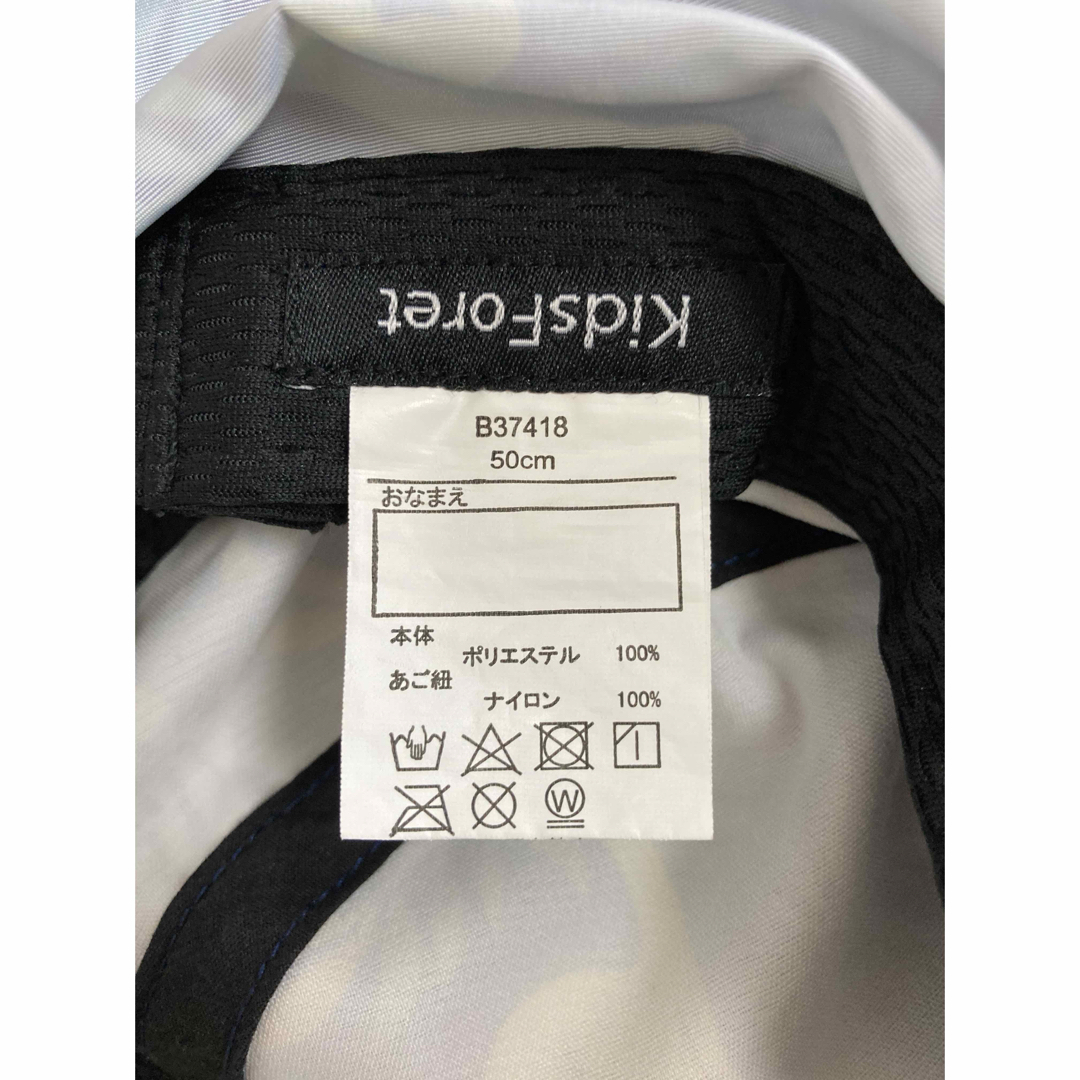 KidsForet
B37418
50cm
おなまえ
本体
ポリエステル 100%
あご紐
ナイロン 100%
W